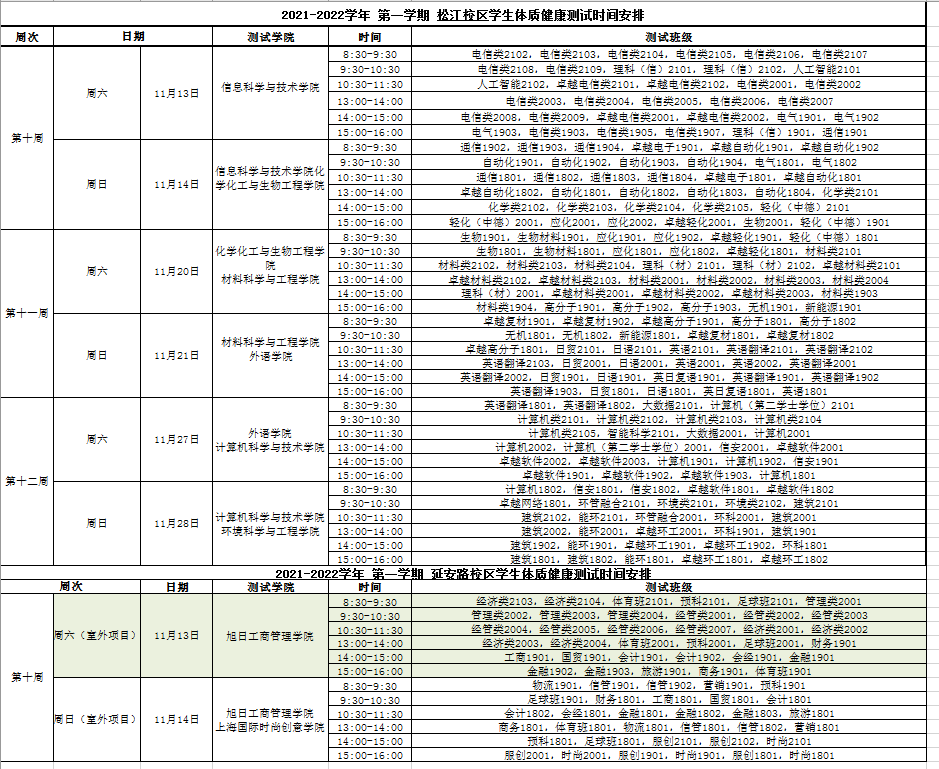 2021-2022学年 第一学期 松江校区学生体质健康测试时间安排
周次 日期 测试学院 时间 测试班级
8:30-9:30 电信类2102，电信类2103，电信类2104，电信类2105，电信类2106，电信类2107
9:30-10:30 电信类2108，电信类2109，理科（信）2101，理科（信）2102，人工智能2101
周六 11月13日 信息科学与技术学院 10:30-11:30 人工智能2102，卓越电信类2101，卓越电信类2102，电信类2001，电信类2002
13:00-14:00 电信类2003，电信类2004，电信类2005，电信类2006，电信类2007
14:00-15:00 电信类2008，电信类2009，卓越电信类2001，卓越电信类2002，电气1901，电气1902
第十周 15:00-16:00 电气1903，电信类1903，电信类1905，电信类1907，理科（信）1901，通信1901
8:30-9:30 通信1902，通信1903，通信1904，卓越电子1901，卓越自动化1901，卓越自动化1902
9:30-10:30 自动化1901，自动化1902，自动化1903，自动化1904，电气1801，电气1802
周日 11月14日 信息科学与技术学院化 10:30-11:30 通信1801，通信1802，通信1803，通信1804，卓越电子1801，卓越自动化1801
学化工与生物工程学院 13:00-14:00 卓越自动化1802，自动化1801，自动化1802，自动化1803，自动化1804，化学类2101
14:00-15:00 化学类2102，化学类2103，化学类2104，化学类2105，轻化（中德）2101
15:00-16:00 轻化（中德）2001，应化2001，应化2002，卓越轻化2001，生物2001，轻化（中德）1901
8:30-9:30 生物1901，生物材料1901，应化1901，应化1902，卓越轻化1901，轻化（中德）1801
化学化工与生物工程学 9:30-10:30 生物1801，生物材料1801，应化1801，应化1802，卓越轻化1801，材料类2101
周六 11月20日 院 10:30-11:30 材料类2102，材料类2103，材料类2104，理科（材）2101，理科（材）2102，卓越材料类2101
材料科学与工程学院 13:00-14:00 卓越材料类2102，卓越材料类2103，材料类2001，材料类2002，材料类2003，材料类2004
14:00-15:00 理科（材）2001，卓越材料类2001，卓越材料类2002，卓越材料类2003，材料类1903
第十一周 15:00-16:00 材料类1904，高分子1901，高分子1902，高分子1903，无机1901，新能源1901
8:30-9:30 卓越复材1901，卓越复材1902，卓越高分子1901，高分子1801，高分子1802
9:30-10:30 无机1801，无机1802，新能源1801，卓越复材1801，卓越复材1802
周日 11月21日 材料科学与工程学院 10:30-11:30 卓越高分子1801，日贸2101，日语2101，英语2101，英语翻译2101，英语翻译2102
外语学院 13:00-14:00 英语翻译2103，日贸2001，日语2001，英语2001，英语2002，英语翻译2001
14:00-15:00 英语翻译2002，日贸1901，日语1901，英日复语1901，英语翻译1901，英语翻译1902
15:00-16:00 英语翻译1903，日贸1801，日语1801，英日复语1801，英语1801
8:30-9:30 英语翻译1801，英语翻译1802，大数据2101，计算机（第二学士学位）2101
9:30-10:30 计算机类2101，计算机类2102，计算机类2103，计算机类2104
周六 11月27日 外语学院 10:30-11:30 计算机类2105，智能科学2101，大数据2001，计算机2001
计算机科学与技术学院 13:00-14:00 计算机2002，计算机（第二学士学位）2001，信安2001，卓越软件2001
14:00-15:00 卓越软件2002，卓越软件2003，计算机1901，计算机1902，信安1901
第十二周 15:00-16:00 卓越软件1901，卓越软件1902，卓越软件1903，计算机1801
8:30-9:30 计算机1802，信安1801，信安1802，卓越软件1801，卓越软件1802
9:30-10:30 卓越网络1801，环管融合2101，环境类2101，环境类2102，建筑2101
周日 11月28日 计算机科学与技术学院 10:30-11:30 建筑2102，能环2101，环管融合2001，环科2001，建筑2001
环境科学与工程学院 13:00-14:00 建筑2002，能环2001，卓越环工2001，环科1901，建筑1901
14:00-15:00 建筑1902，能环1901，卓越环工1901，卓越环工1902，环科1801
15:00-16:00 建筑1801，建筑1802，能环1801，卓越环工1801，卓越环工1802
2021-2022学年 第一学期 延安路校区学生体质健康测试时间安排
周次 日期 测试学院 时间 测试班级
8:30-9:30 经济类2103，经济类2104，体育班2101，预科2101，足球班2101，管理类2001
9:30-10:30 管理类2002，管理类2003，管理类2004，经管类2001，经管类2002，经管类2003
周六（室外项目） 11月13日 旭日工商管理学院 10:30-11:30 经管类2004，经管类2005，经管类2006，经管类2007，经济类2001，经济类2002
13:00-14:00 经济类2003，经济类2004，体育班2001，预科2001，足球班2001，财务1901
14:00-15:00 工商1901，国贸1901，会计1901，会计1902，会经1901，金融1901
第十周 15:00-16:00 金融1902，金融1903，旅游1901，商务1901，体育班1901
8:30-9:30 物流1901，信管1901，信管1902，营销1901，预科1901
9:30-10:30 足球班1901，财务1801，工商1801，国贸1801，会计1801
周日（室外项目） 11月14日 旭日工商管理学院 10:30-11:30 会计1802，会经1801，金融1801，金融1802，金融1803，旅游1801
上海国际时尚创意学院 13:00-14:00 商务1801，体育班1801，物流1801，信管1801，信管1802，营销1801
14:00-15:00 预科1801，足球班1801，服创2101，服创2102，时尚2101
15:00-16:00 服创2001，时尚2001，服创1901，时尚1901，服创1801，时尚1801